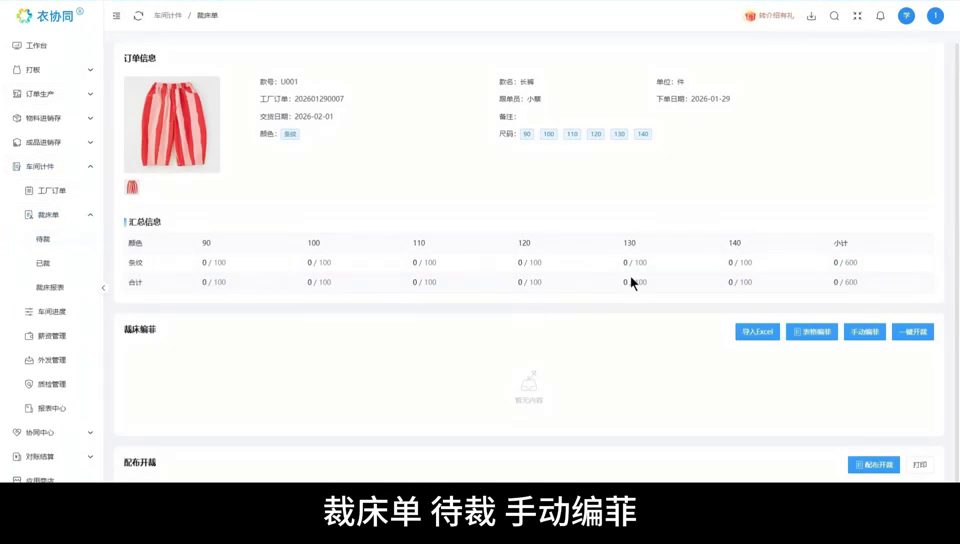 衣协同®
车间计件 / 裁床单
转介绍有礼
学
I
工作台
打板
订单生产
物料进销存
成品进销存
车间计件
工厂订单
裁床单
待裁
已裁
裁床报表
车间进度
薪资管理
外发管理
质检管理
报表中心
协同中心
对账结算
应用商店
订单信息
款号：U001
款名：长裤
单位：件
工厂订单：202601290007
跟单员：小蔡
下单日期：2026-01-29
交货日期：2026-02-01
备注：
颜色：条纹
尺码：90 100 110 120 130 140
汇总信息
颜色 90 100 110 120 130 140 小计
条纹 0 / 100 0 / 100 0 / 100 0 / 100 0 / 100 0 / 100 0 / 600
合计 0 / 100 0 / 100 0 / 100 0 / 100 0 / 100 0 / 100 0 / 600
裁床编菲
导入Excel 表格编菲 手动编菲 一键开裁
暂无内容
配布开裁
配布开裁 打印
裁床单 待裁 手动编菲